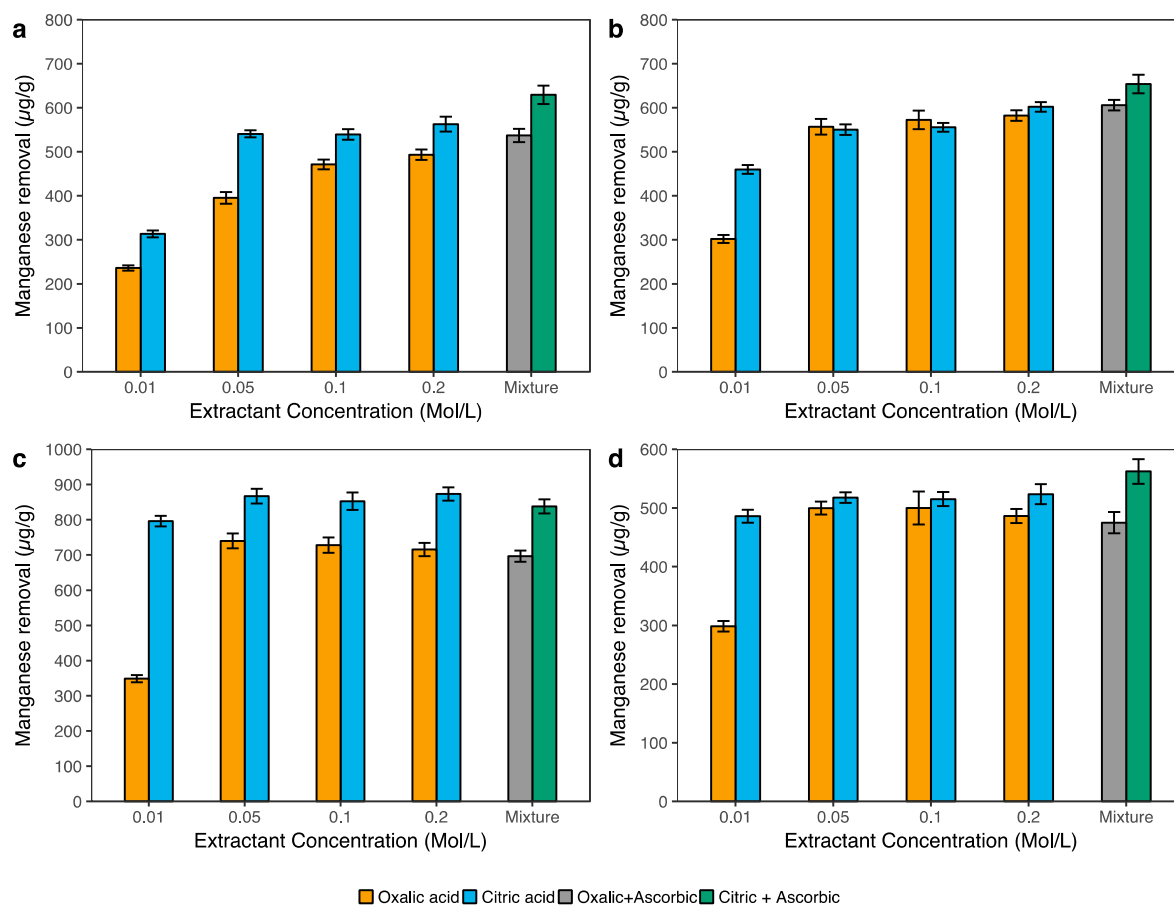 a
800
700
600
500
400
300
200
100
0
Manganese removal (µg/g)
0.01 0.05 0.1 0.2 Mixture
Extractant Concentration (Mol/L)
b
800
700
600
500
400
300
200
100
0
Manganese removal (µg/g)
0.01 0.05 0.1 0.2 Mixture
Extractant Concentration (Mol/L)
c
1000
900
800
700
600
500
400
300
200
100
0
Manganese removal (µg/g)
0.01 0.05 0.1 0.2 Mixture
Extractant Concentration (Mol/L)
d
600
500
400
300
200
100
0
Manganese removal (µg/g)
0.01 0.05 0.1 0.2 Mixture
Extractant Concentration (Mol/L)
Oxalic acid Citric acid Oxalic+Ascorbic Citric + Ascorbic